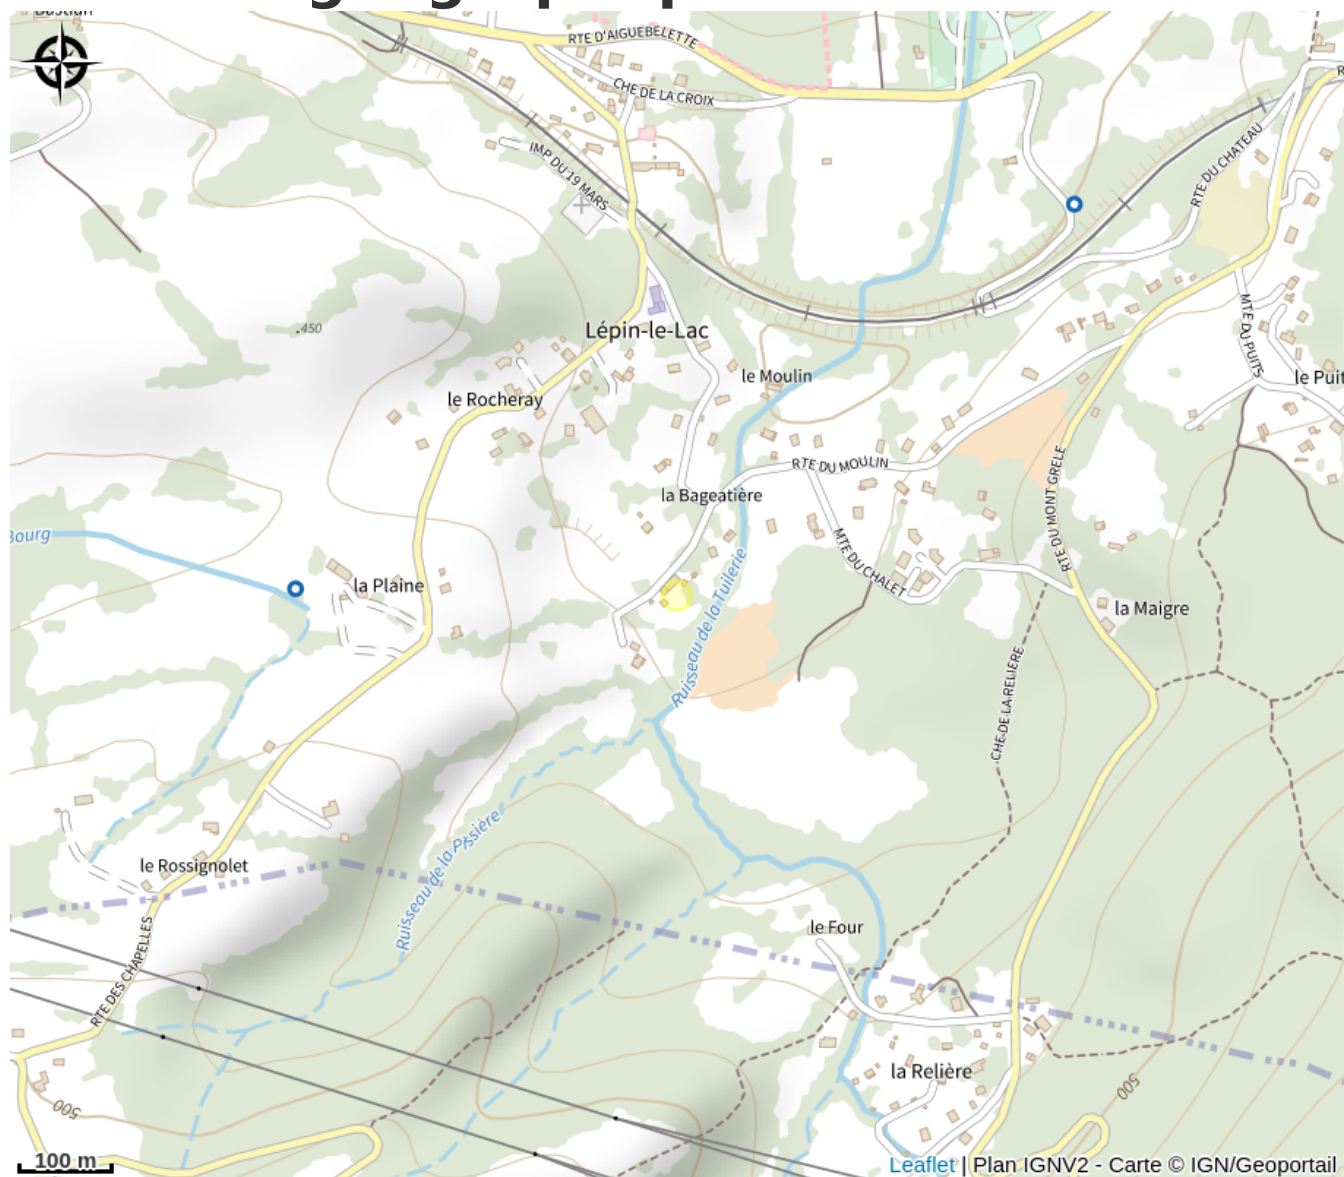 RTE D'AIGUEBELETTE
CHE DE LA CROIX
IMP DU 19 MARS
RTE DU CHATEAU
.450
Lépin-le-Lac
MTE DU PUITS
le Moulin
le Puit
le Rocheray
RTE DU MOULIN
RTE DU MONT GRELE
la Bageatière
Bourg
MTE DU CHALET
la Plaine
Ruisseau de la Tuilerie
la Maigre
CHE DE LA RELIERE
le Rossignolet
Ruisseau de la Pissière
le Four
RTE DES CHAPELLES
la Relière
500
500
100 m
Leaflet | Plan IGNV2 - Carte © IGN/Geoportail